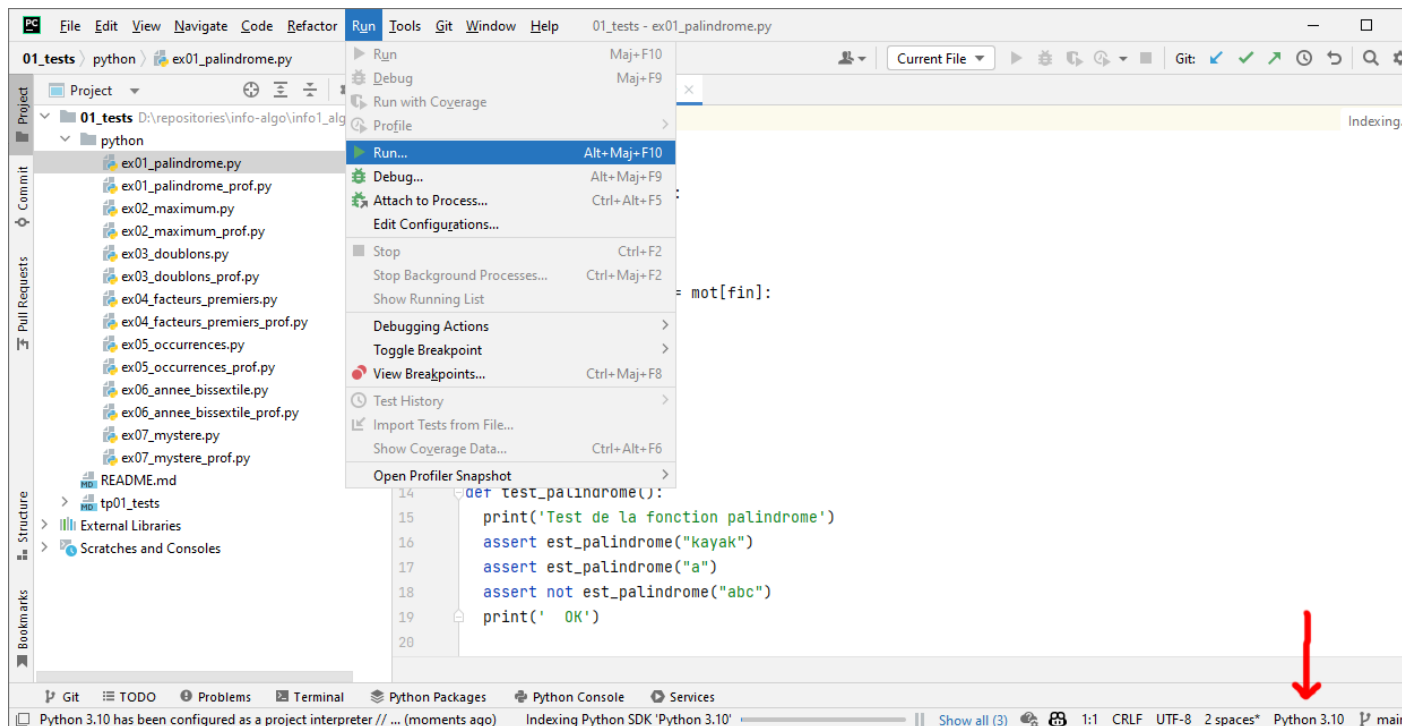 PC File Edit View Navigate Code Refactor Run Tools Git Window Help 01_tests - ex01_palindrome.py
01_tests python ex01_palindrome.py Current File Git:
Project
Indexing
Project
Commit
Pull Requests
Structure
Bookmarks
01_tests D:\repositories\info-algo\info1_alg
python
ex01_palindrome.py
ex01_palindrome_prof.py
ex02_maximum.py
ex02_maximum_prof.py
ex03_doublons.py
ex03_doublons_prof.py
ex04_facteurs_premiers.py
ex04_facteurs_premiers_prof.py
ex05_occurrences.py
ex05_occurrences_prof.py
ex06_annee_bissextile.py
ex06_annee_bissextile_prof.py
ex07_mystere.py
ex07_mystere_prof.py
MD README.md
MD tp01_tests
External Libraries
Scratches and Consoles
Run Maj+F10
Debug Maj+F9
Run with Coverage
Profile
Run... Alt+Maj+F10
Debug... Alt+Maj+F9
Attach to Process... Ctrl+Alt+F5
Edit Configurations...
Stop Ctrl+F2
Stop Background Processes... Ctrl+Maj+F2
Show Running List
Debugging Actions
Toggle Breakpoint
View Breakpoints... Ctrl+Maj+F8
Test History
Import Tests from File...
Show Coverage Data... Ctrl+Alt+F6
Open Profiler Snapshot
:
= mot[fin]:
14 def test_palindrome():
15 print('Test de la fonction palindrome')
16 assert est_palindrome("kayak")
17 assert est_palindrome("a")
18 assert not est_palindrome("abc")
19 print('  OK')
20
Git TODO Problems Terminal Python Packages Python Console Services
Python 3.10 has been configured as a project interpreter // ... (moments ago) Indexing Python SDK 'Python 3.10' Show all (3) 1:1 CRLF UTF-8 2 spaces* Python 3.10 main